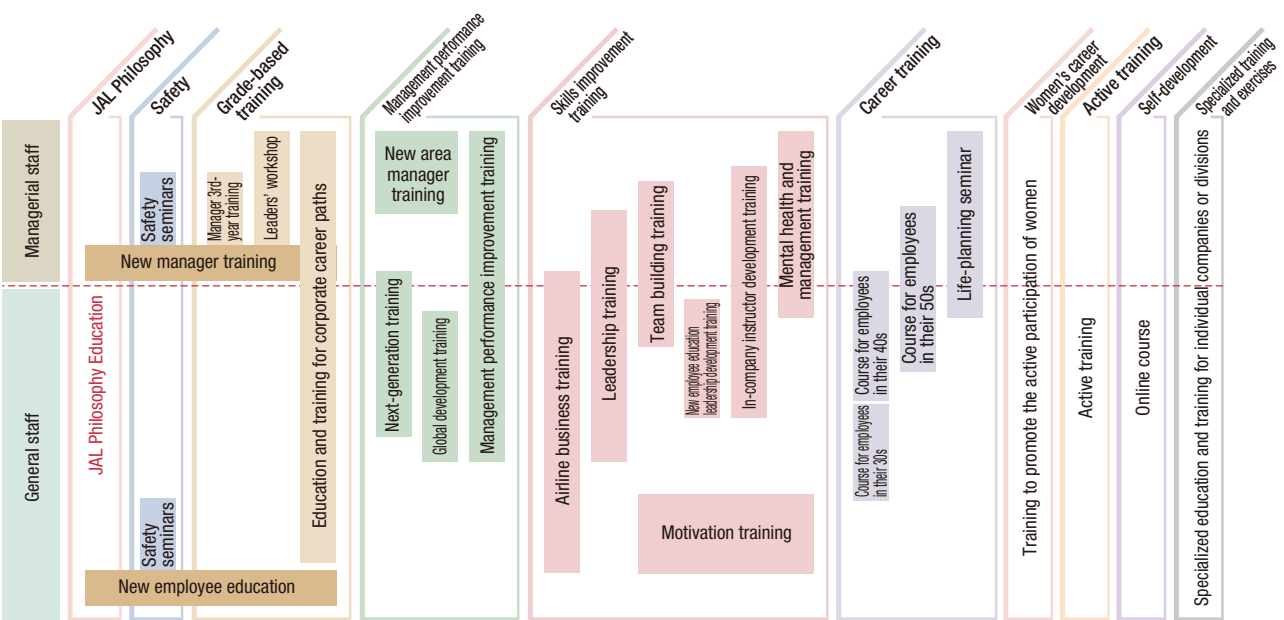 JAL Philosophy
Safety
Grade-based
training
Management performance
improvement training
Skills improvement
training
Career training
Women's career
development
Active training
Self-development
Specialized training
and exercises
Managerial staff
General staff
JAL Philosophy Education
Safety
seminars
New manager training
Safety
seminars
New employee education
Manager 3rd-
year training
Leaders' workshop
Education and training for corporate career paths
New area
manager
training
Next-generation training
Global development training
Management performance improvement training
Airline business training
Leadership training
Team building training
New employee education
leadership development training
In-company instructor development training
Mental health and
management training
Motivation training
Course for employees
in their 40s
Course for employees
in their 30s
Course for employees
in their 50s
Life-planning seminar
Training to promote the active participation of women
Active training
Online course
Specialized education and training for individual companies or divisions